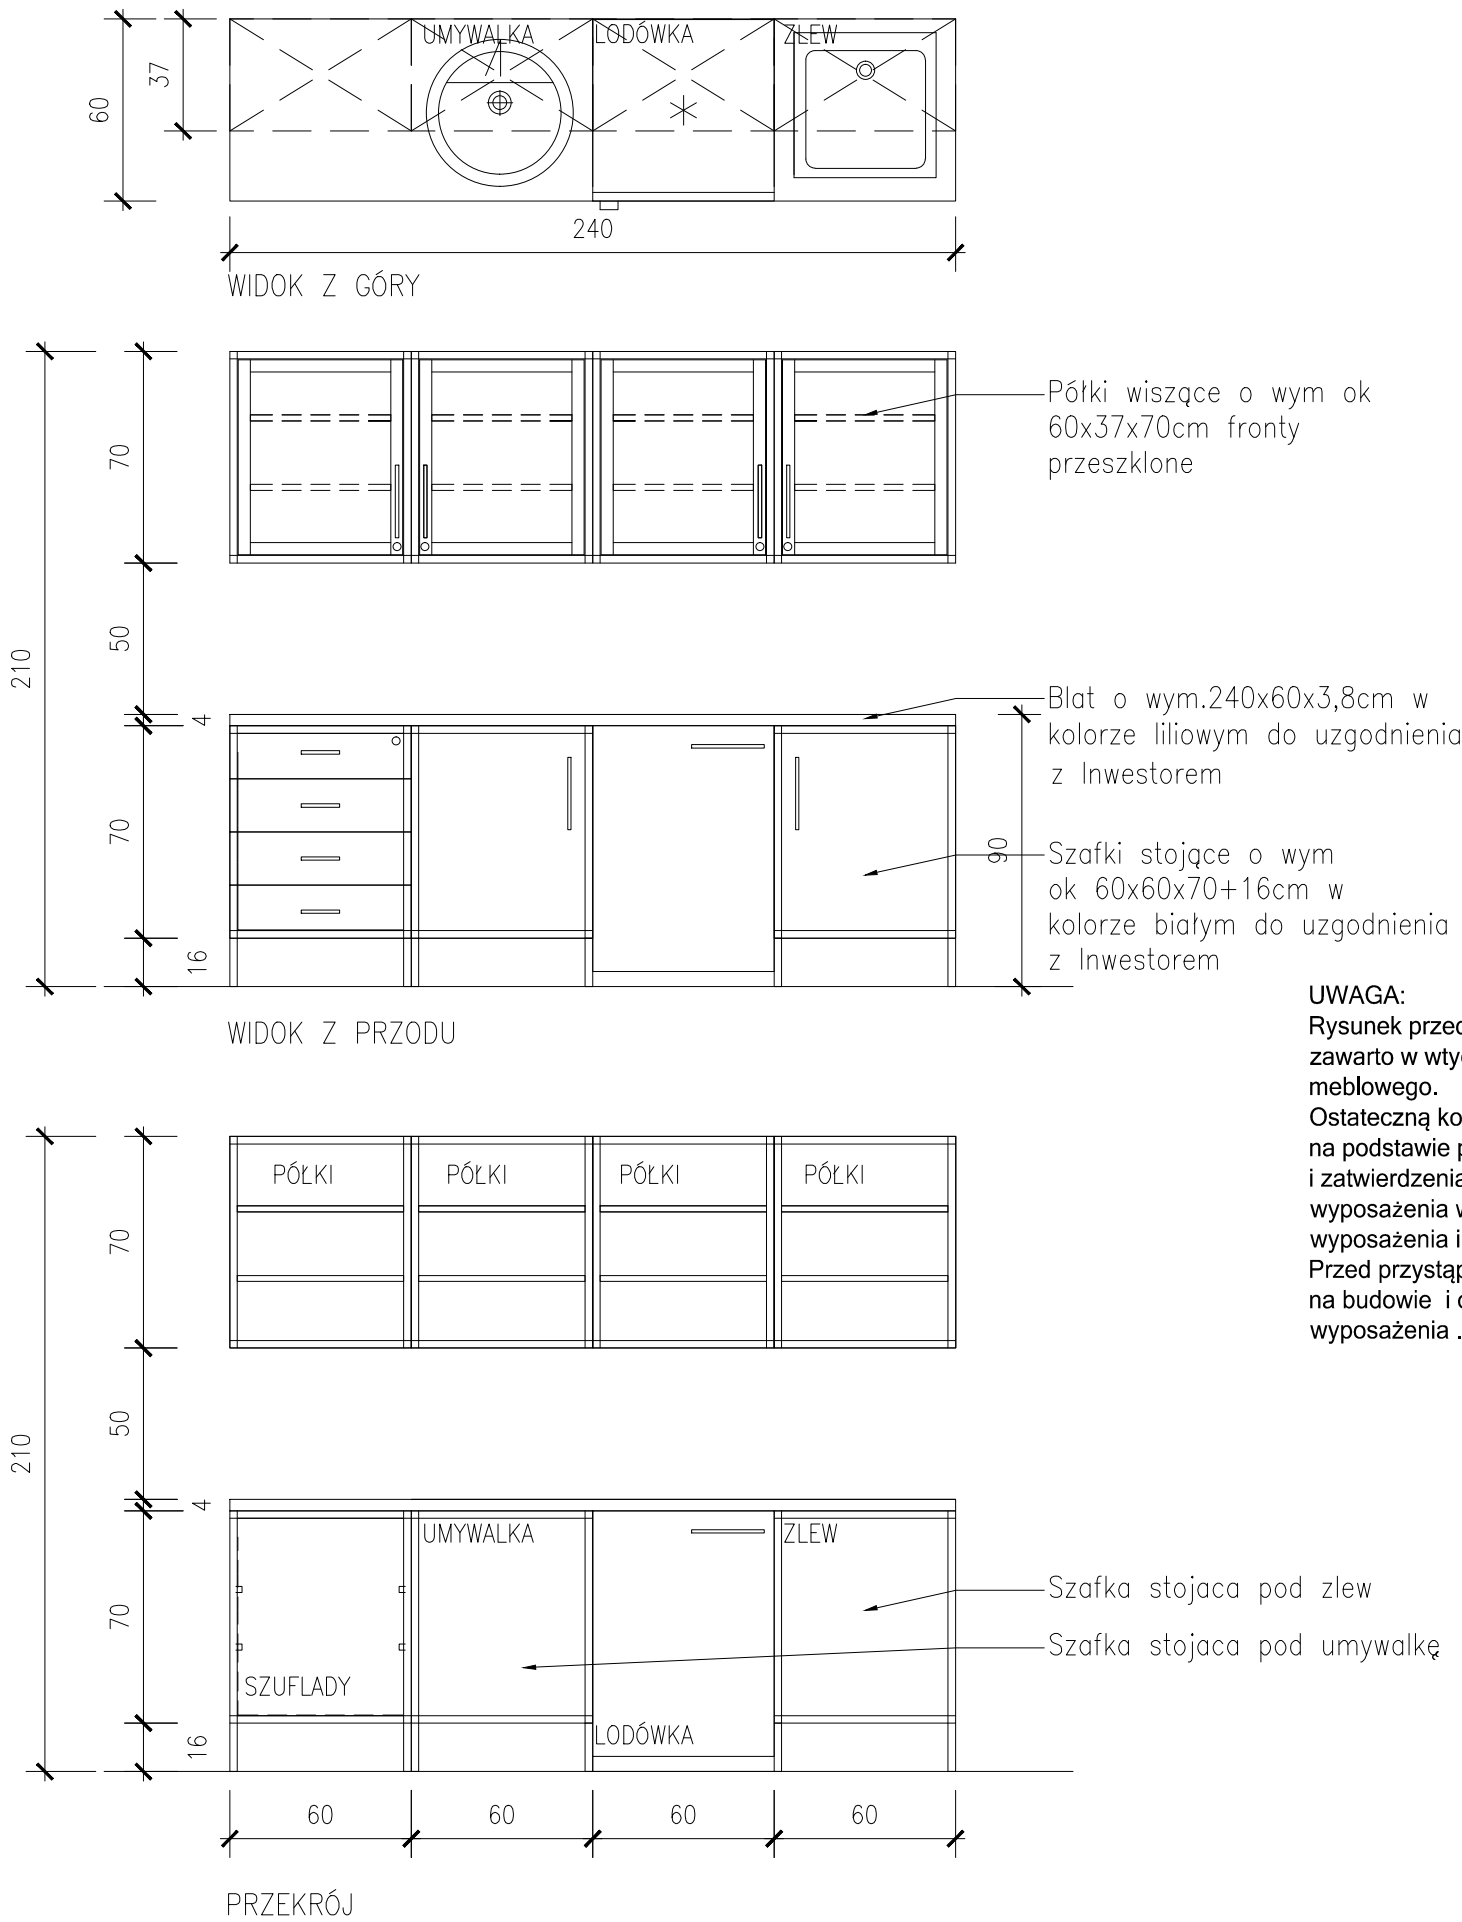 UMYWALKA
LODÓWKA
ZLEW
37
60
240
WIDOK Z GÓRY
70
50
210
4
70
16
90
Półki wiszące o wym ok
60x37x70cm fronty
przeszklone
Blat o wym.240x60x3,8cm w
kolorze liliowym do uzgodnienia
z Inwestorem
Szafki stojące o wym
ok 60x60x70+16cm w
kolorze białym do uzgodnienia
z Inwestorem
WIDOK Z PRZODU
UWAGA:
Rysunek
zawarto w
meblowego.
Ostateczną
na podstawie
i zatwierdzenia
wyposażenia
wyposażenia i
Przed
na budowie i
wyposażenia .
PÓŁKI
PÓŁKI
PÓŁKI
PÓŁKI
70
50
210
4
70
16
UMYWALKA
ZLEW
SZUFLADY
LODÓWKA
Szafka stojaca pod zlew
Szafka stojaca pod umywalkę
60
60
60
60
PRZEKRÓJ